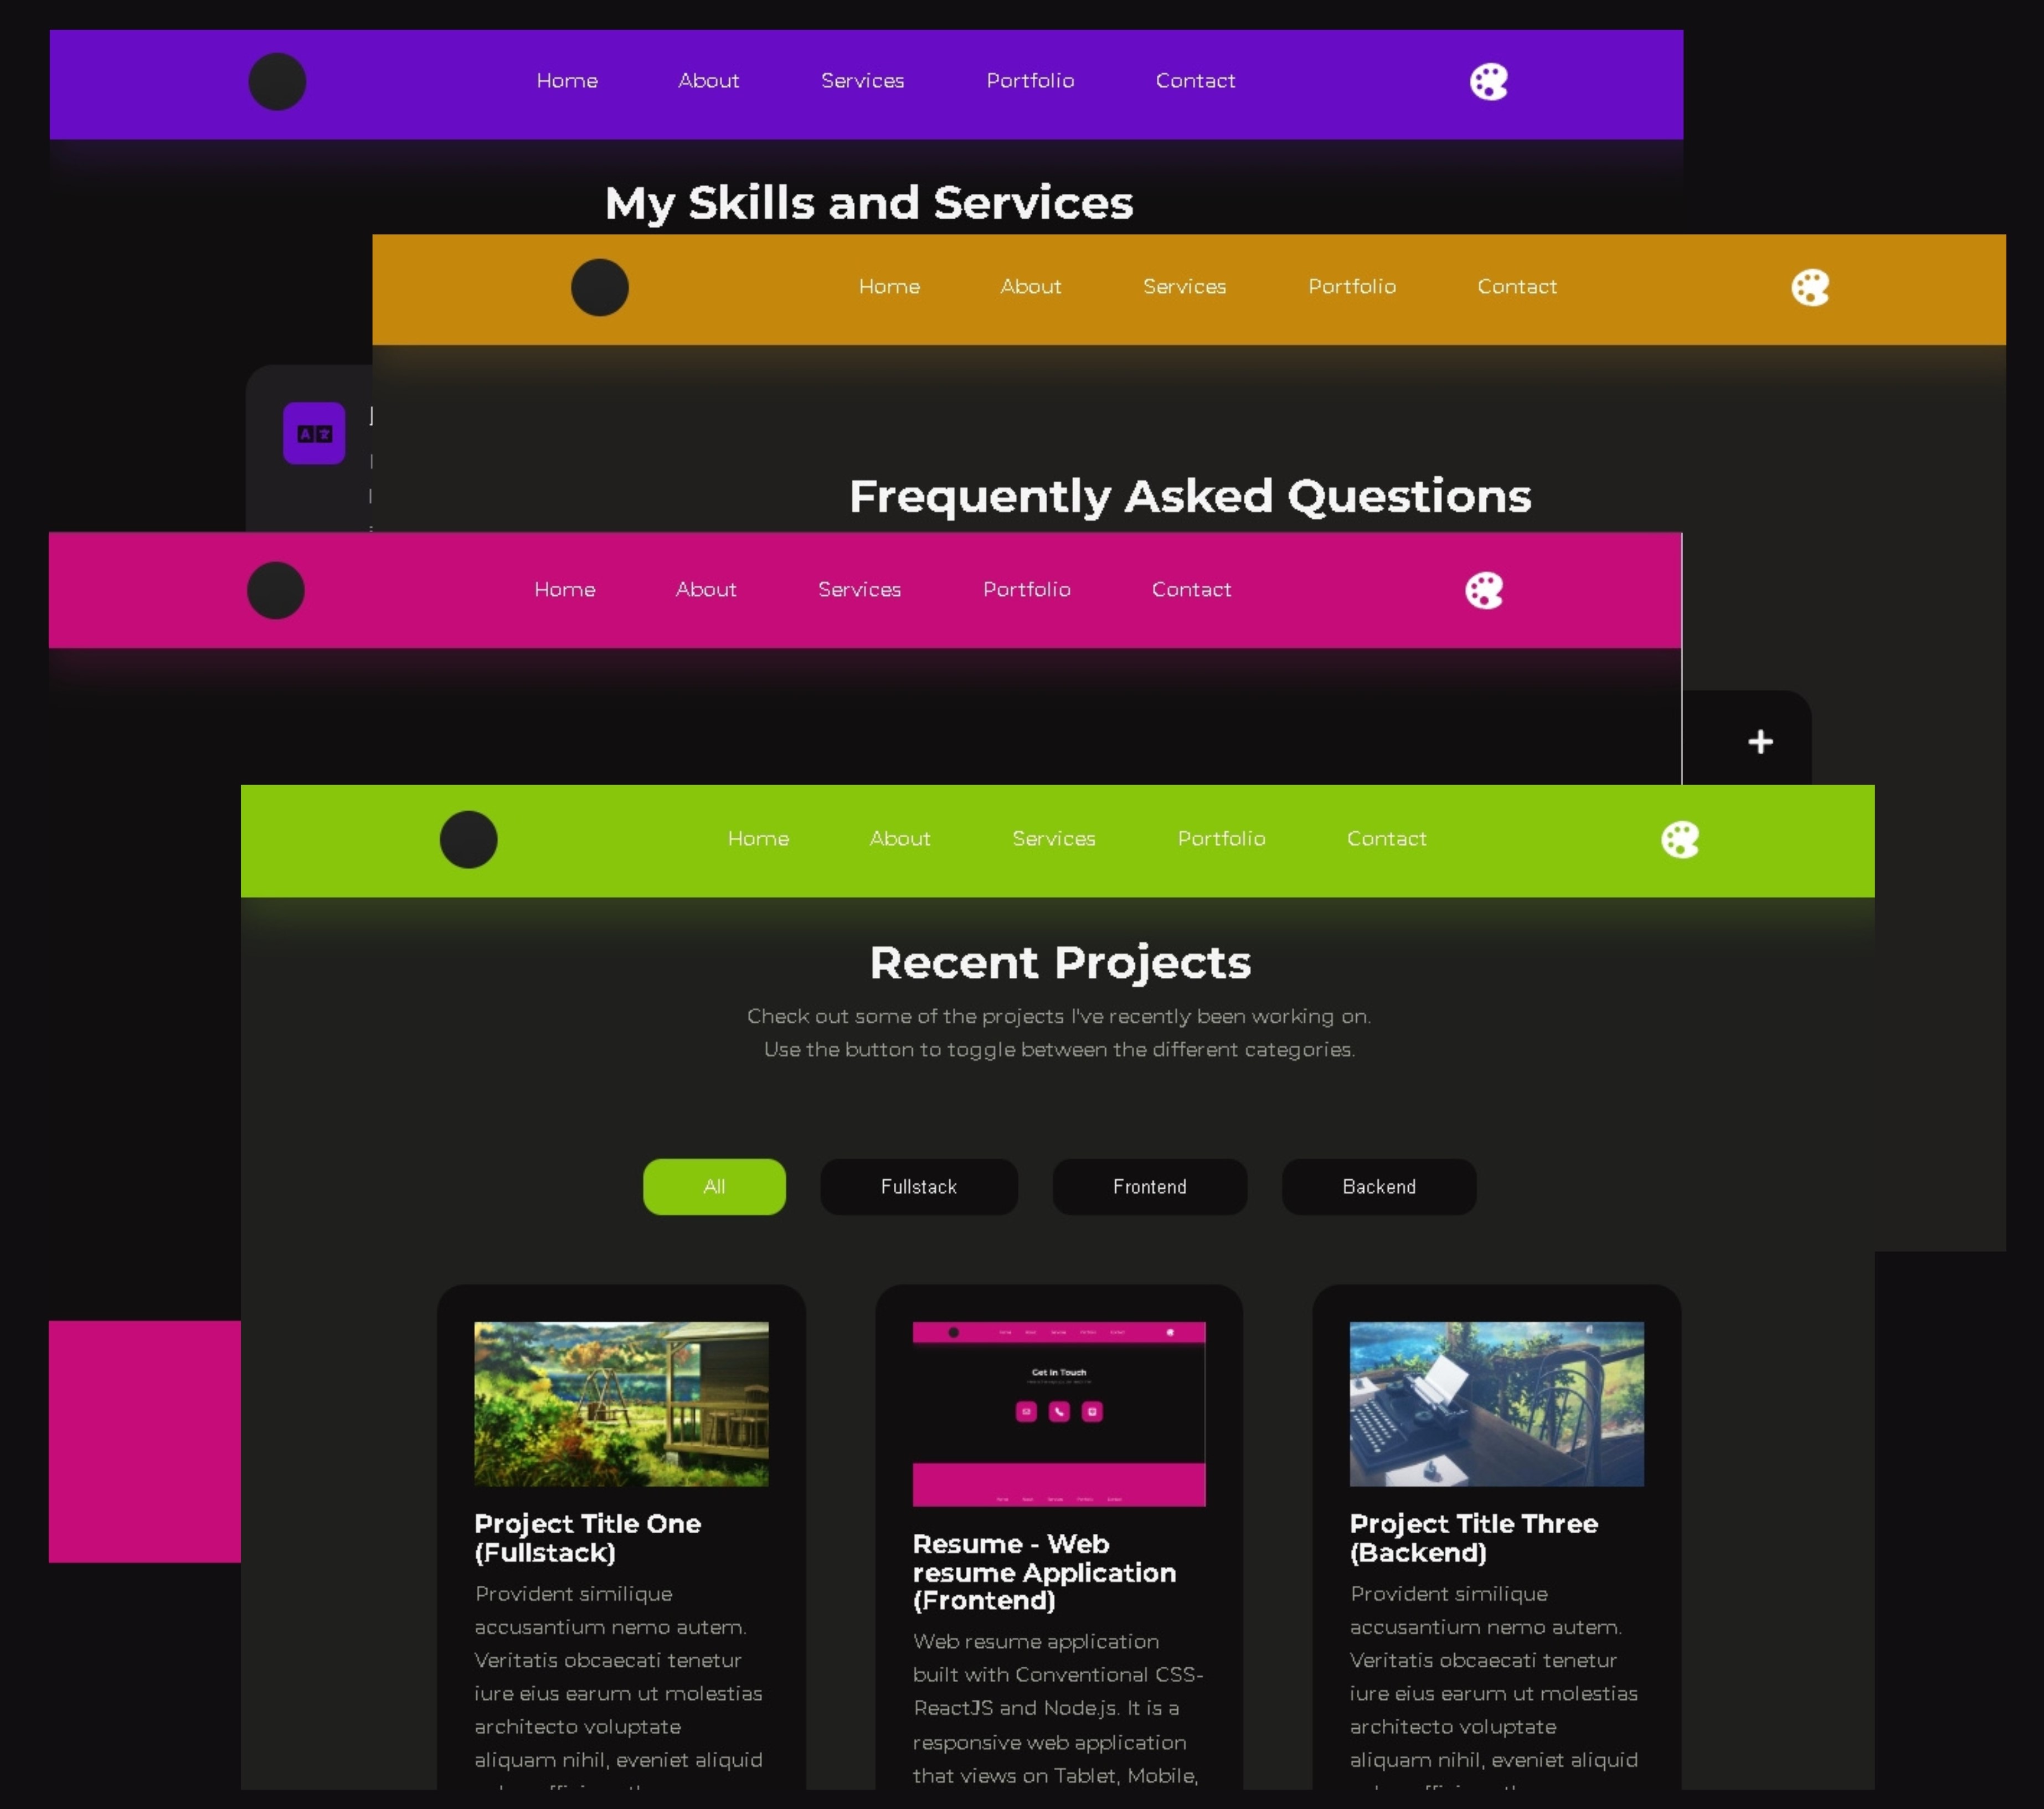 Home About Services Portfolio Contact
My Skills and Services
Home About Services Portfolio Contact
Frequently Asked Questions
Home About Services Portfolio Contact
Home About Services Portfolio Contact
Recent Projects
Check out some of the projects I've recently been working on.
Use the button to toggle between the different categories.
All Fullstack Frontend Backend
Get In Touch
Project Title One
(Fullstack)
Provident similique
accusantium nemo autem.
Veritatis obcaecati tenetur
iure eius earum ut molestias
architecto voluptate
aliquam nihil, eveniet aliquid
Resume - Web
resume Application
(Frontend)
Web resume application
built with Conventional CSS-
ReactJS and Node.js. It is a
responsive web application
that views on Tablet, Mobile,
Project Title Three
(Backend)
Provident similique
accusantium nemo autem.
Veritatis obcaecati tenetur
iure eius earum ut molestias
architecto voluptate
aliquam nihil, eveniet aliquid